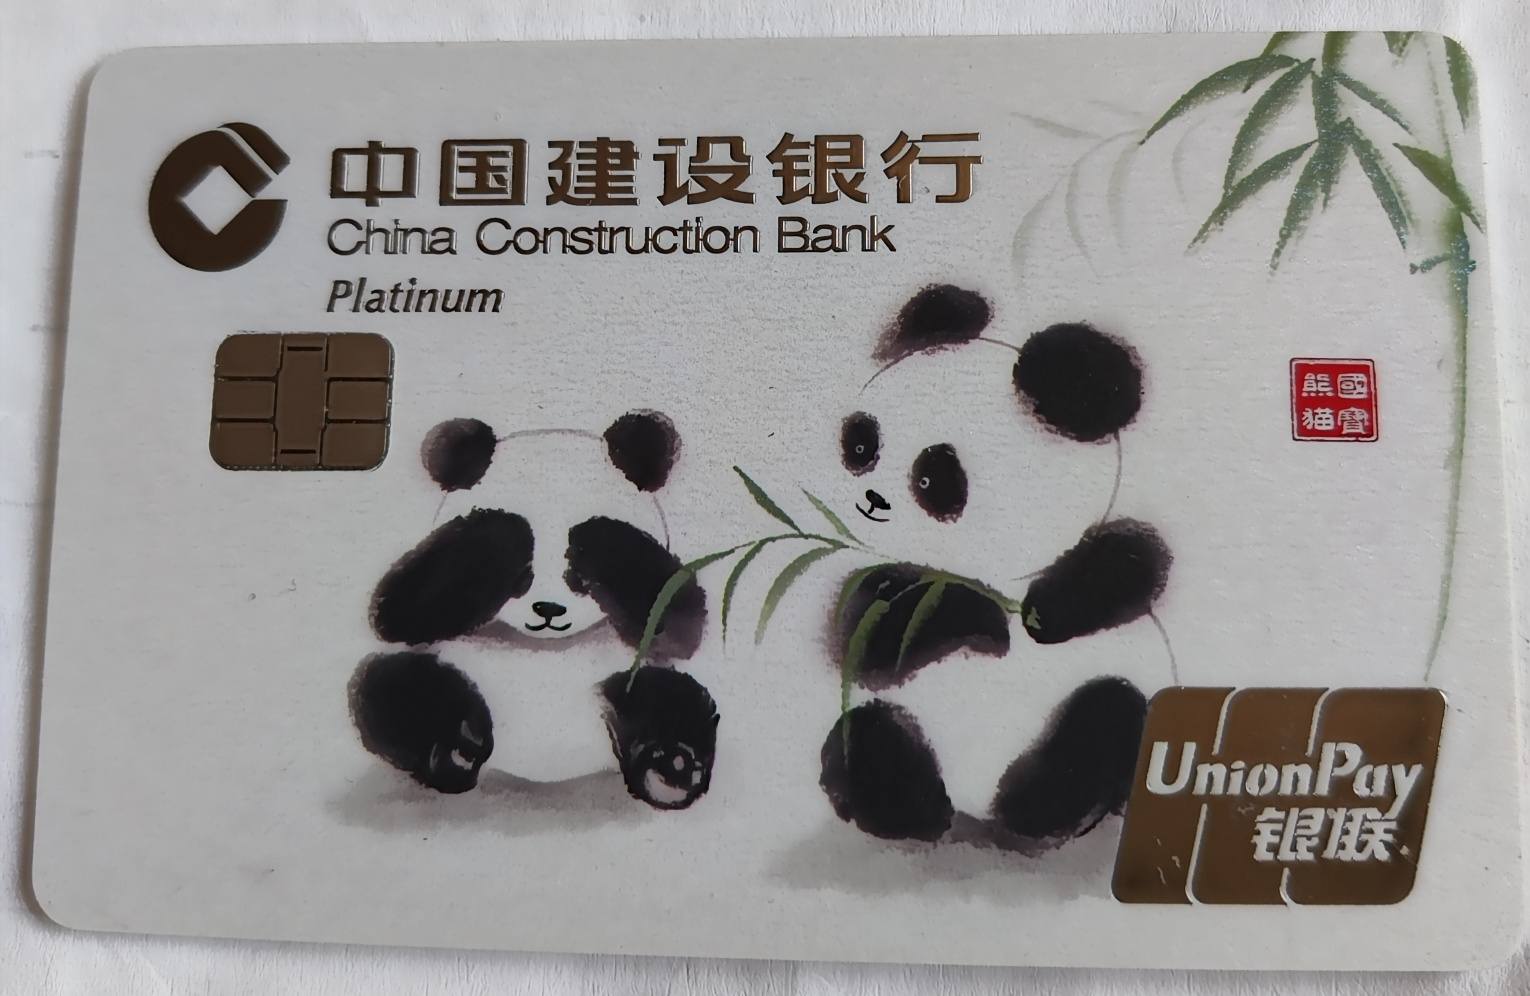 中国建设银行
China Construction Bank
Platinum
國寶
熊猫
UnionPay
银联